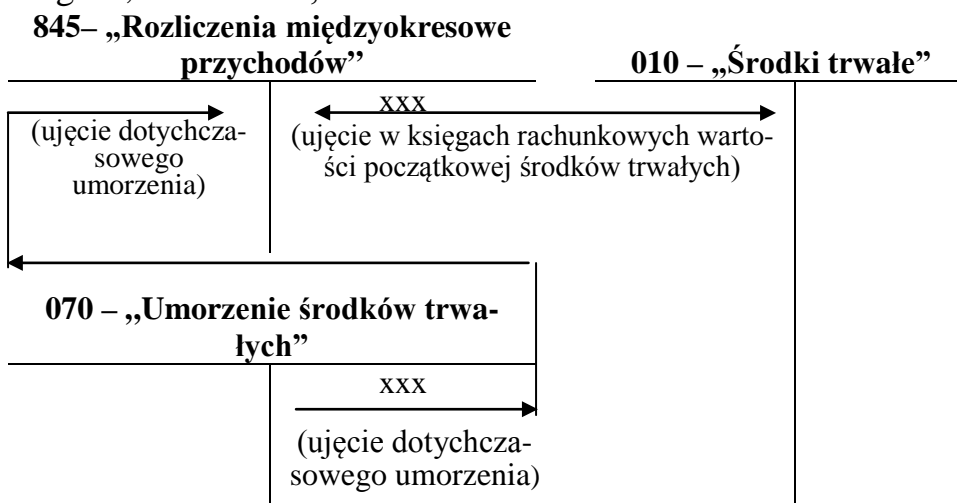 845– „Rozliczenia międzyokresowe
przychodów”
010 – „Środki trwałe”
xxx
(ujęcie dotychcza-
sowego
umorzenia)
(ujęcie w księgach rachunkowych warto-
ści początkowej środków trwałych)
070 – „Umorzenie środków trwa-
łych”
xxx
(ujęcie dotychcza-
sowego umorzenia)